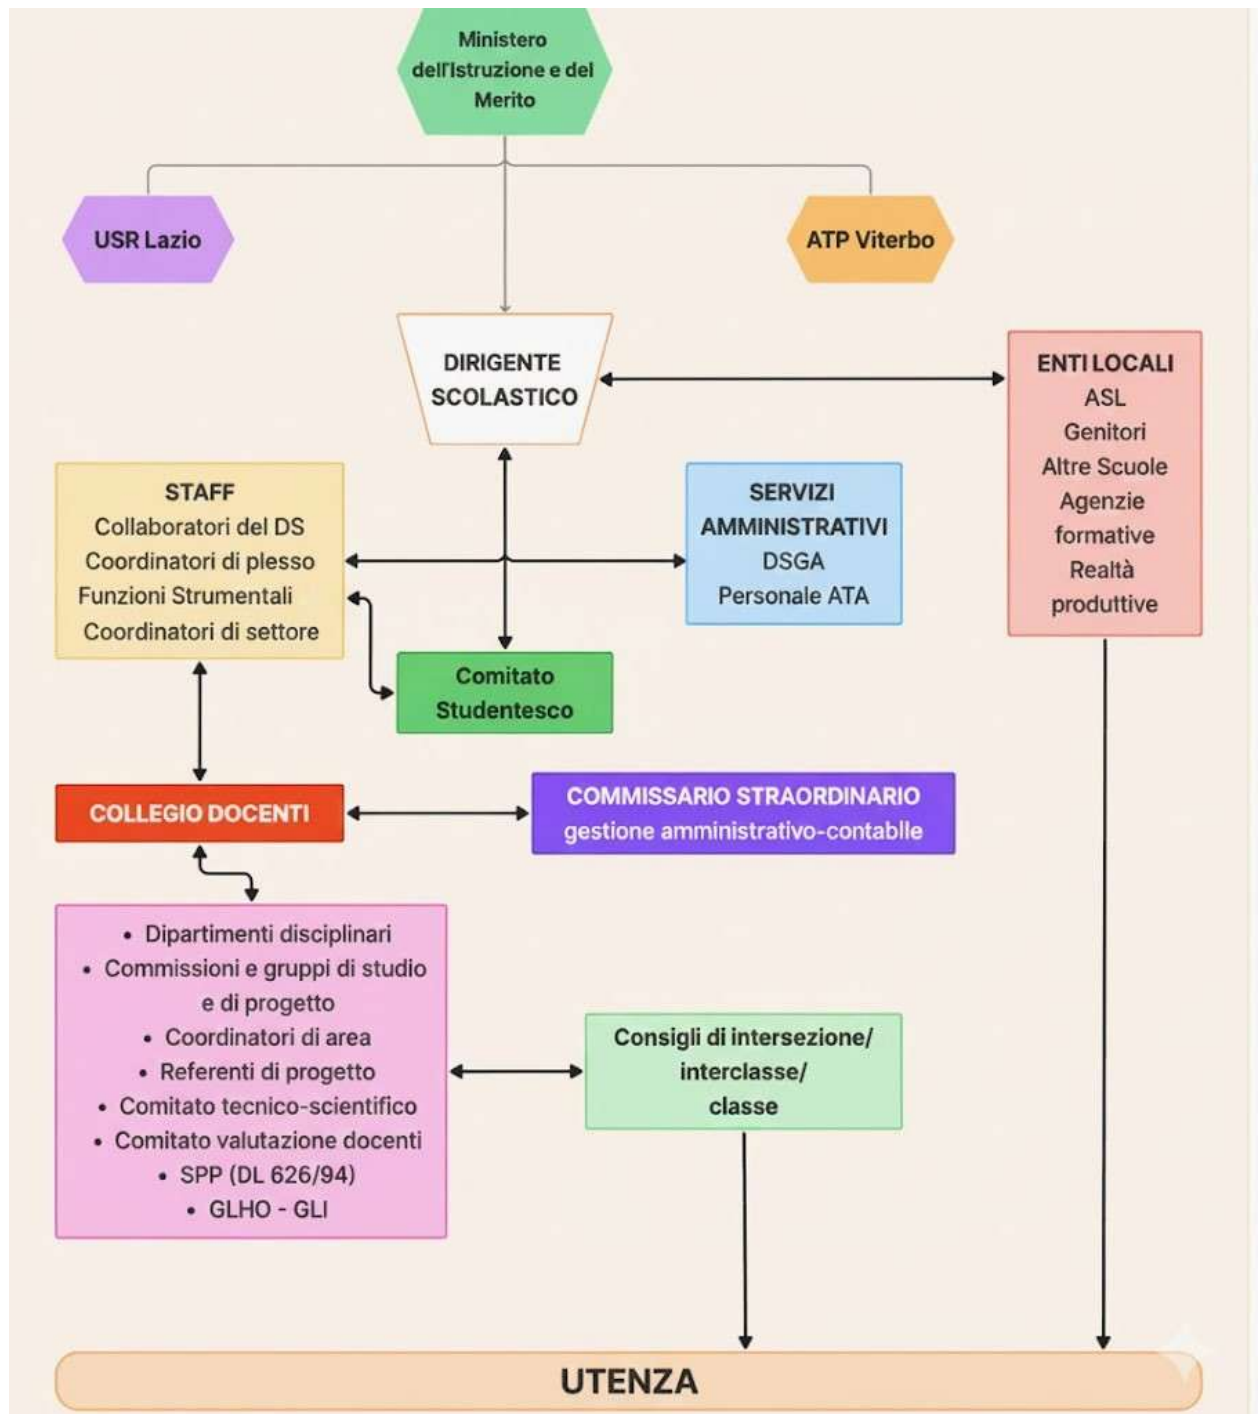 Ministero
dell'Istruzione e del
Merito
USR Lazio
ATP Viterbo
DIRIGENTE
SCOLASTICO
ENTI LOCALI
ASL
Genitori
Altre Scuole
Agenzie
formative
Realtà
produttive
STAFF
Collaboratori del DS
Coordinatori di plesso
Funzioni Strumentali
Coordinatori di settore
SERVIZI
AMMINISTRATIVI
DSGA
Personale ATA
Comitato
Studentesco
COLLEGIO DOCENTI
COMMISSARIO STRAORDINARIO
gestione amministrativo-contablle
• Dipartimenti disciplinari
• Commissioni e gruppi di studio
e di progetto
• Coordinatori di area
• Referenti di progetto
• Comitato tecnico-scientifico
• Comitato valutazione docenti
• SPP (DL 626/94)
• GLHO - GLI
Consigli di intersezione/
interclasse/
classe
UTENZA